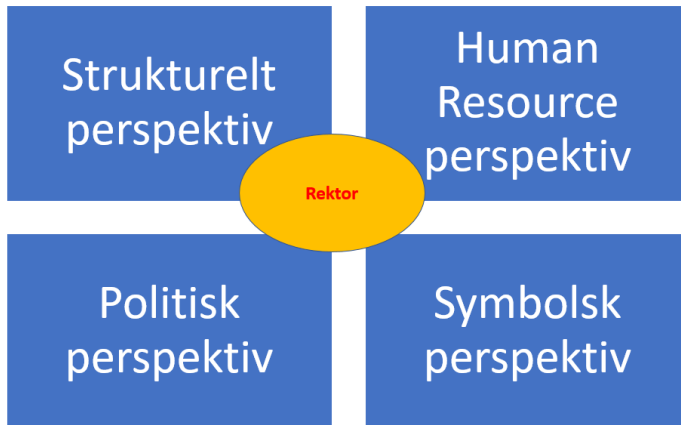 Strukturelt
perspektiv
Human
Resource
perspektiv
Rektor
Politisk
perspektiv
Symbolsk
perspektiv